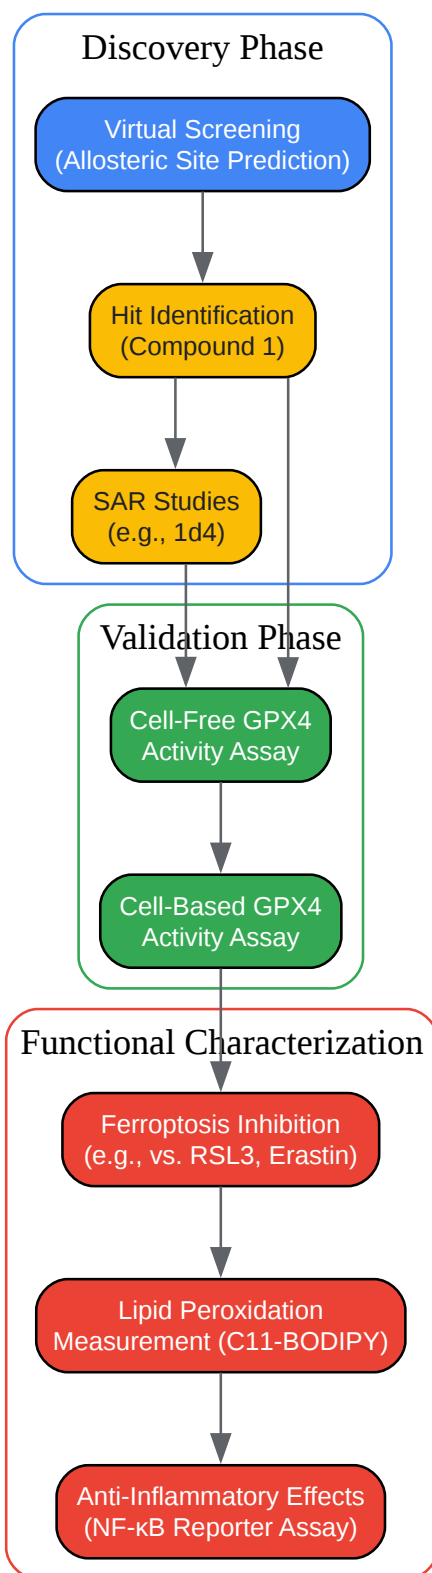 Discovery Phase
Virtual Screening
(Allosteric Site Prediction)
Hit Identification
(Compound 1)
SAR Studies
(e.g., 1d4)
Validation Phase
Cell-Free GPX4
Activity Assay
Cell-Based GPX4
Activity Assay
Functional Characterization
Ferroptosis Inhibition
(e.g., vs. RSL3, Erastin)
Lipid Peroxidation
Measurement (C11-BODIPY)
Anti-Inflammatory Effects
(NF-κB Reporter Assay)